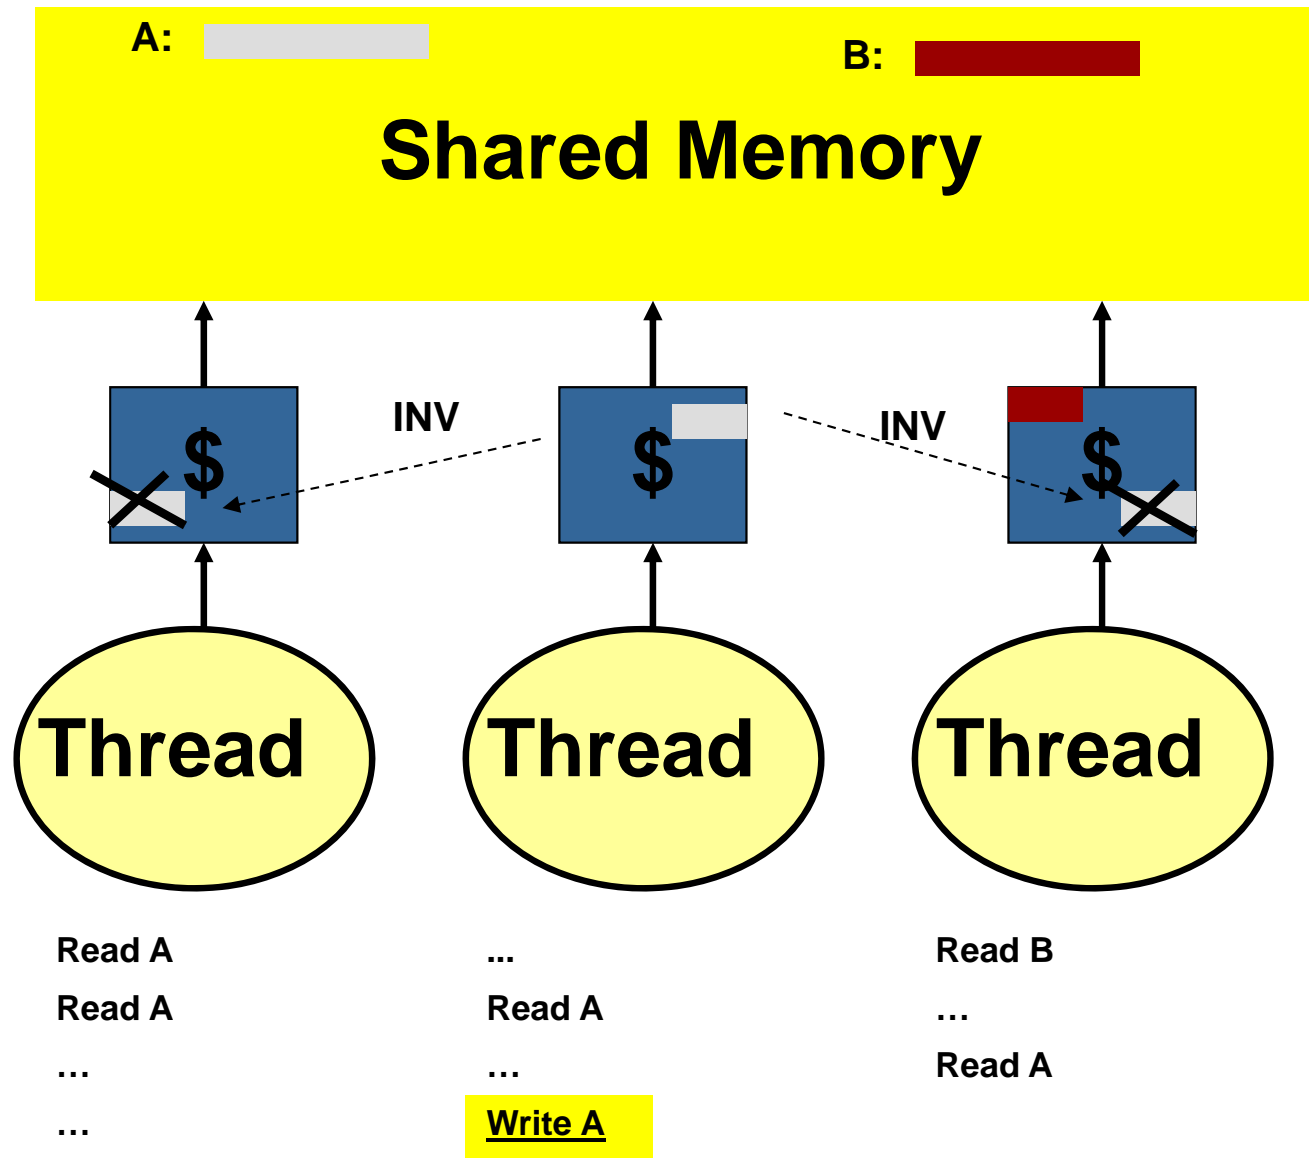 A:
B:
Shared Memory
INV
INV
$
$
$
Thread
Thread
Thread
Read A
...
Read B
Read A
Read A
…
…
…
Read A
…
Write A